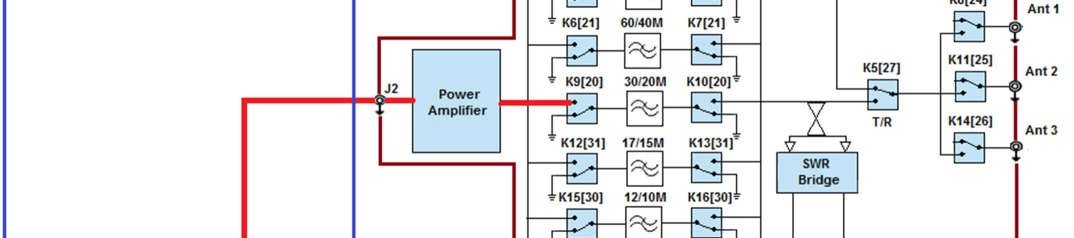 K8[24]
Ant 1
K6[21] 60/40M K7[21]
K9[20] 30/20M K10[20]
K5[27]
K11[25]
Ant 2
J2
Power
Amplifier
T/R
K14[26]
Ant 3
K12[31] 17/15M K13[31]
SWR
Bridge
K15[30] 12/10M K16[30]